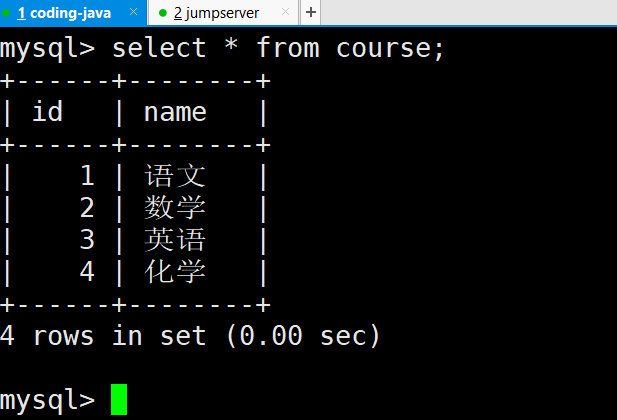 1 coding-java × 2 jumpserver × +
mysql> select * from course;
+------+--------+
| id   | name   |
+------+--------+
|    1 | 语文   |
|    2 | 数学   |
|    3 | 英语   |
|    4 | 化学   |
+------+--------+
4 rows in set (0.00 sec)
mysql>